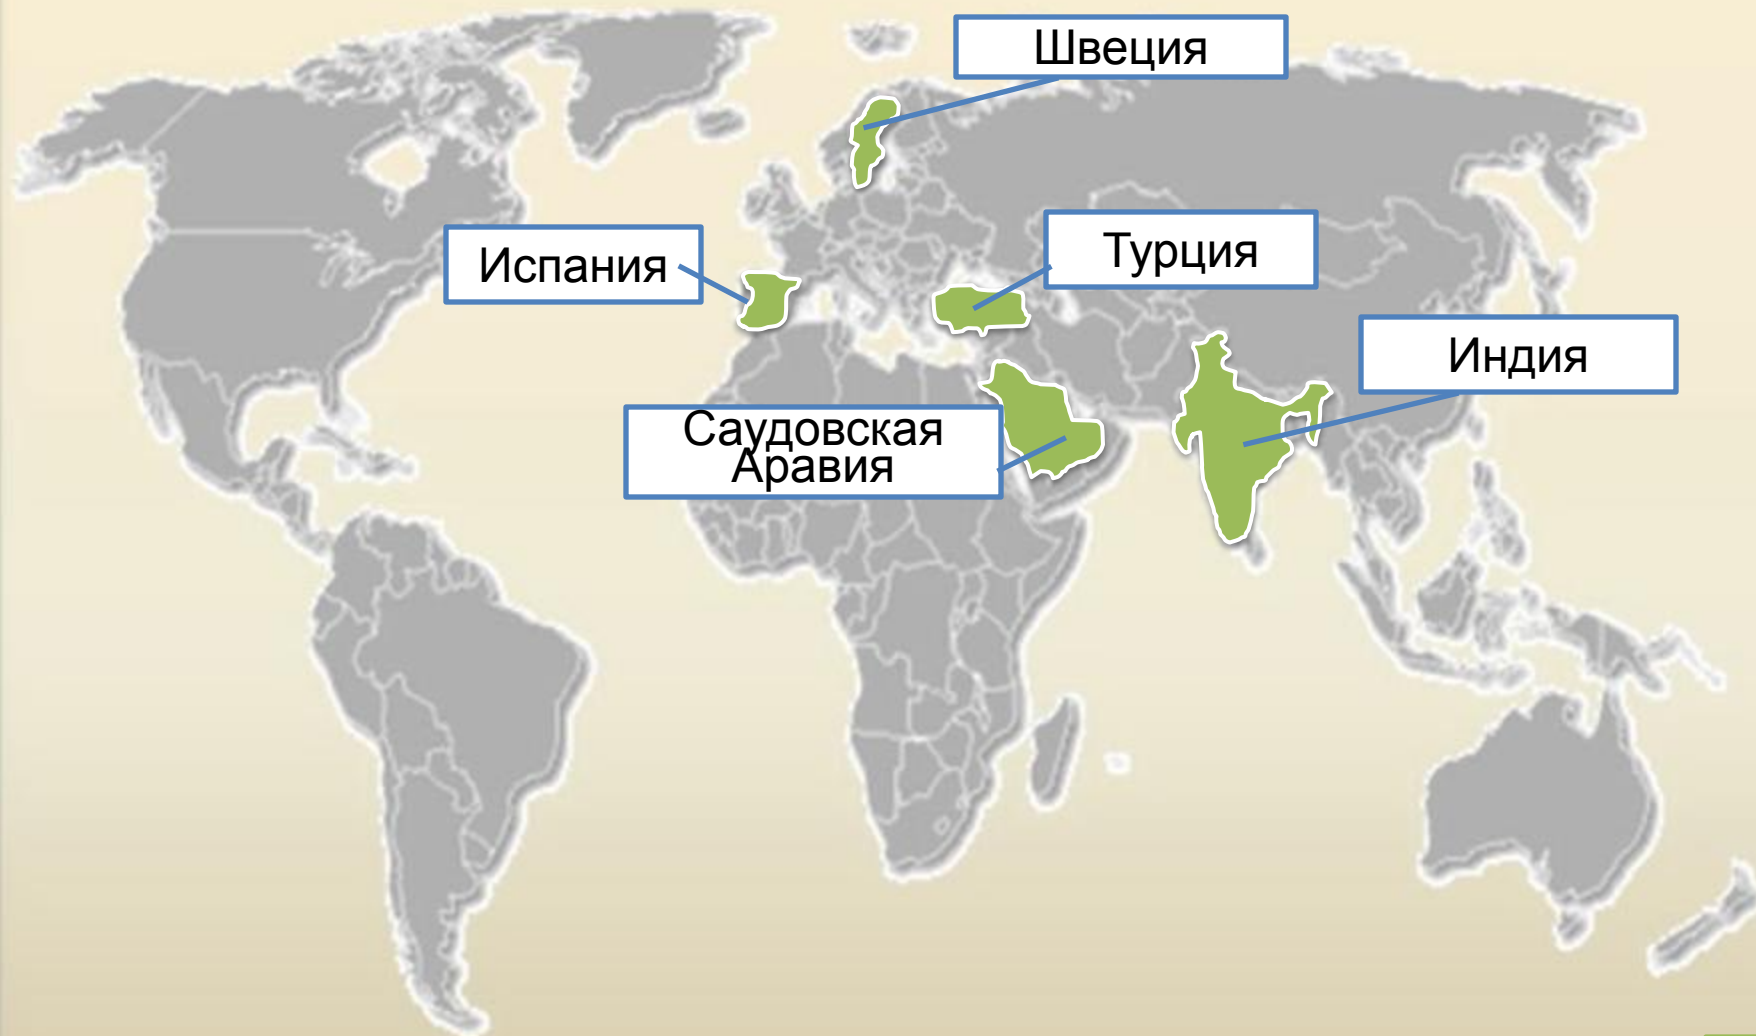 Швеция
Испания
Турция
Индия
Саудовская
Аравия